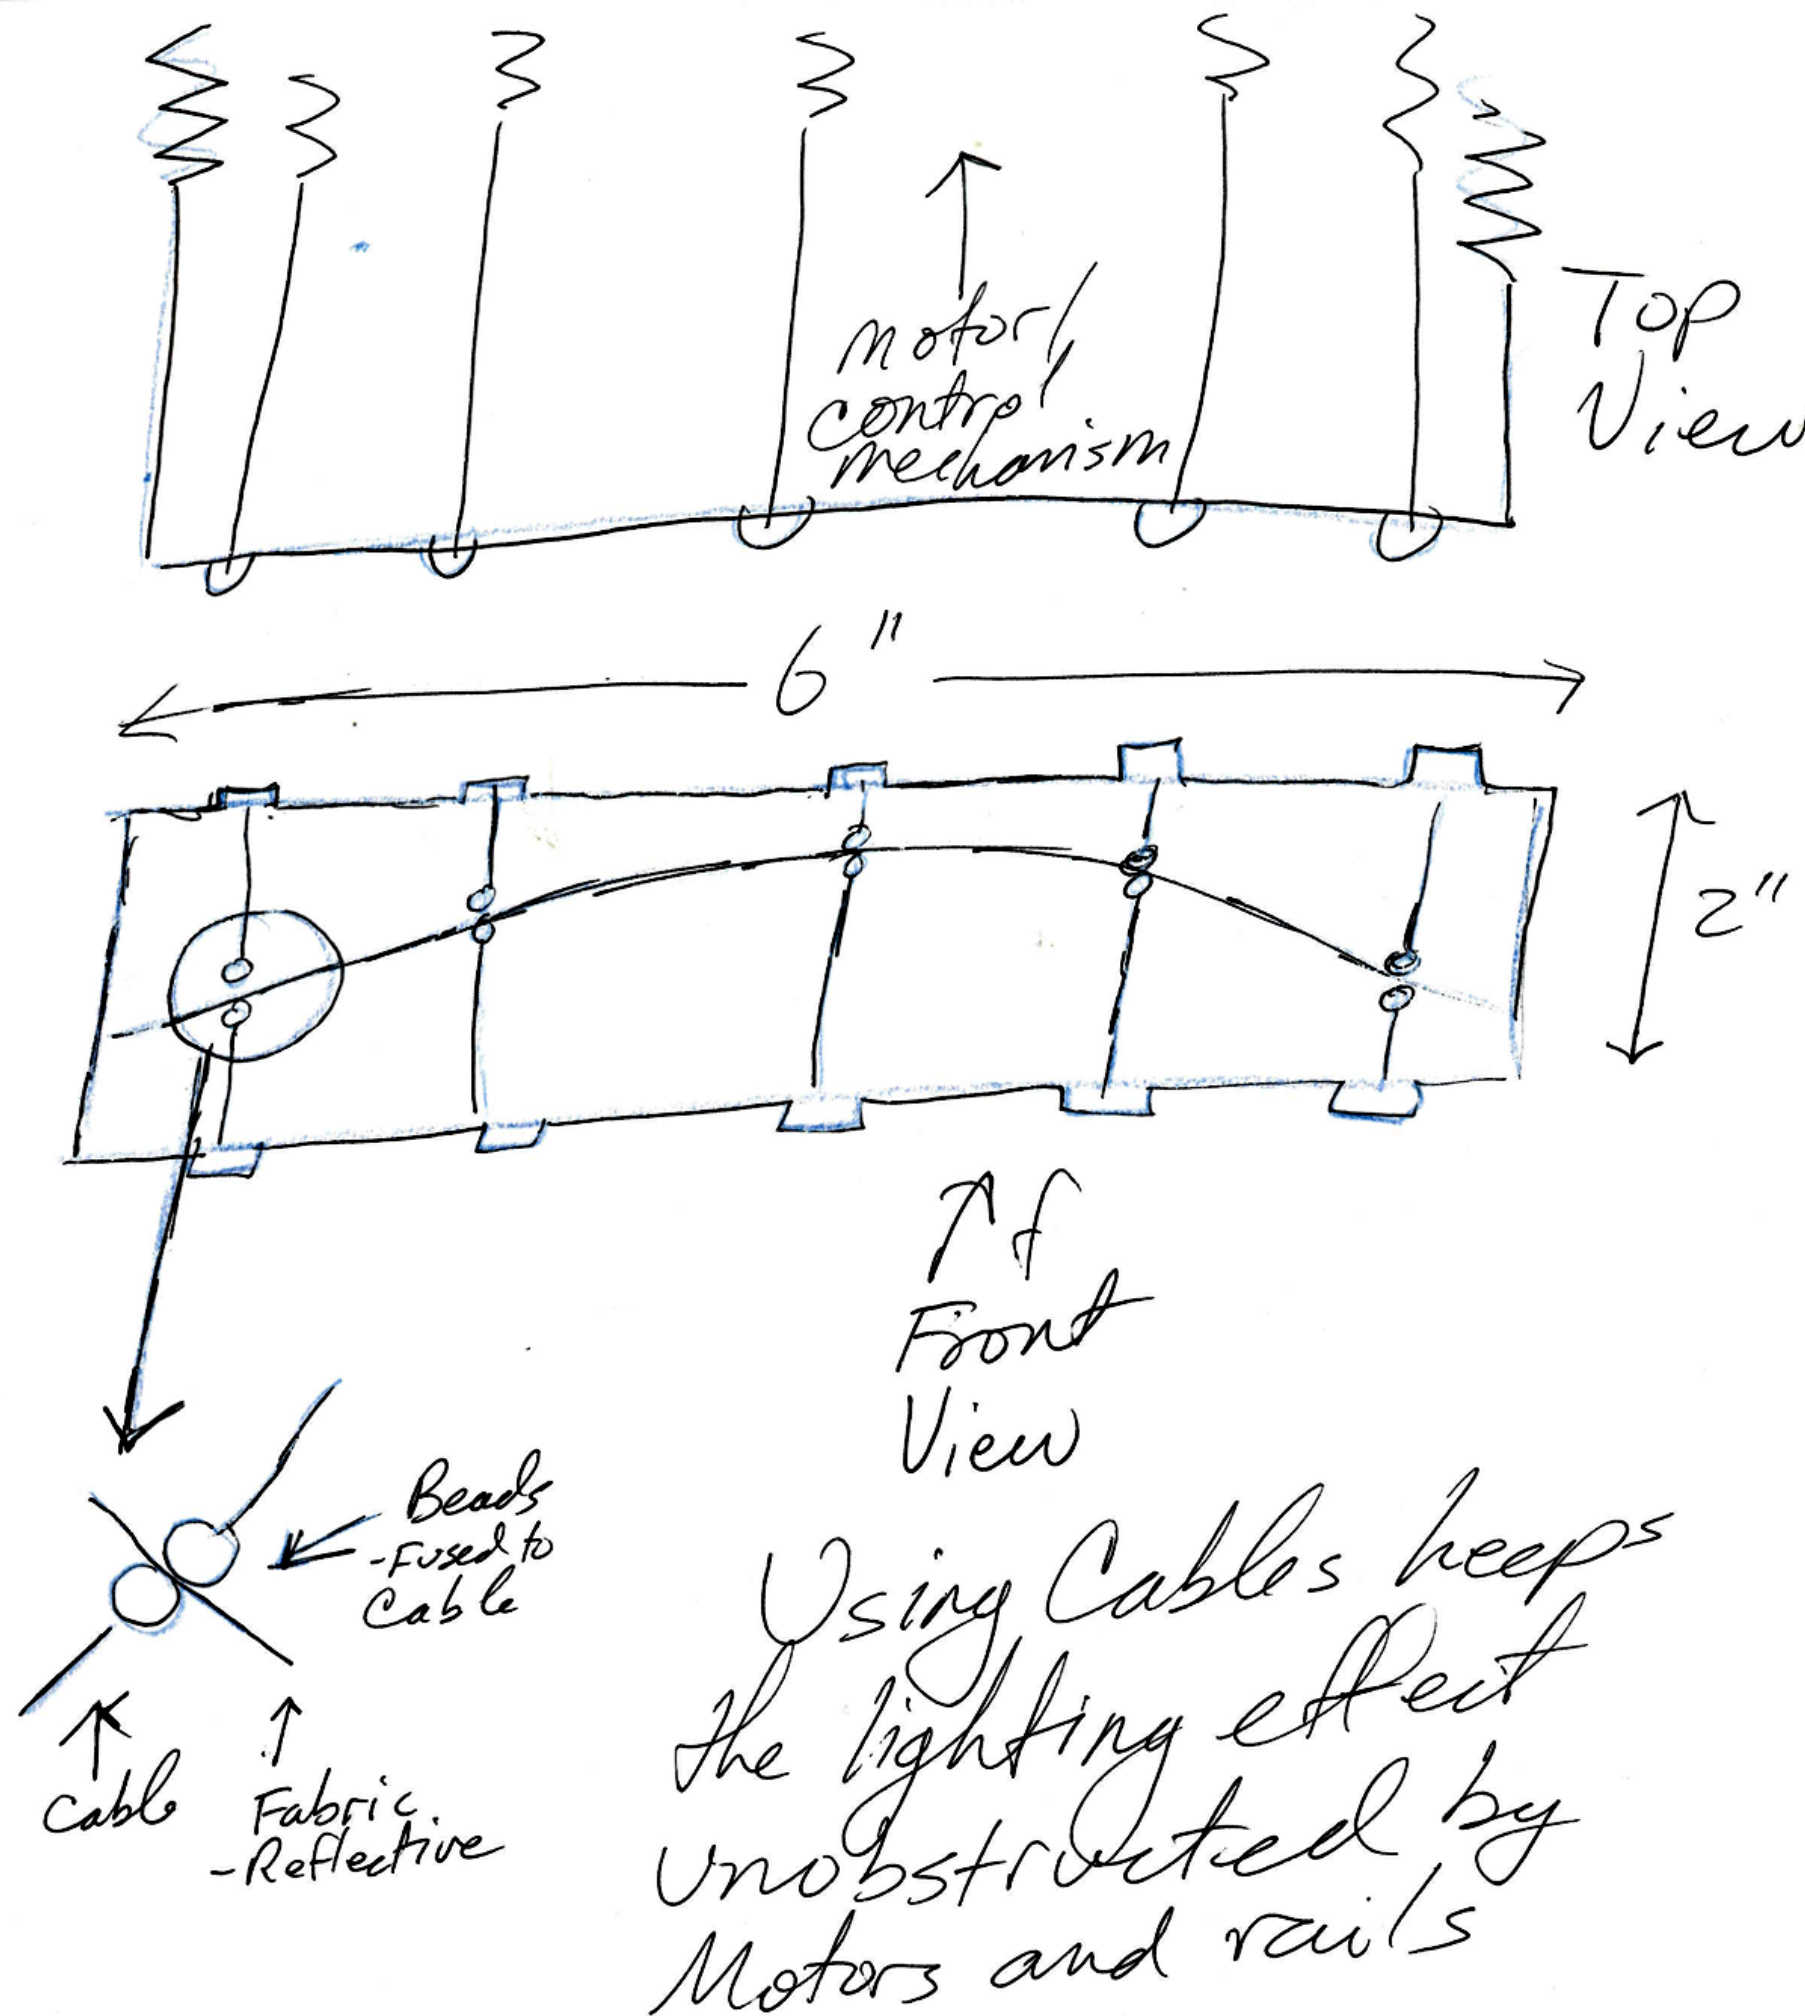 Motor/
control
mechanism
Top
View
6"
2"
Front
View
Beads
-Fused to
Cable
Cable
Fabric.
-Reflective
Using Cables keeps
the lighting effect
unobstructed by
Motors and rails